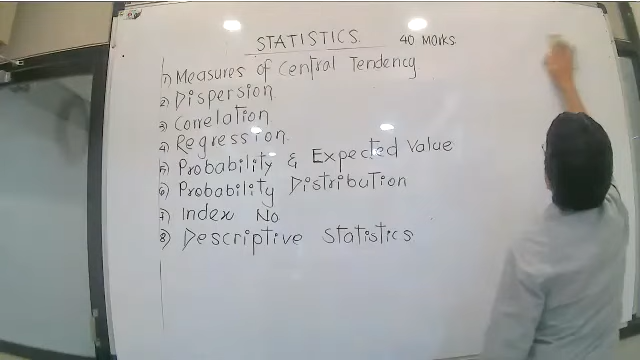 STATISTICS. 40 Marks
1) Measures of Central Tendency
2) Dispersion
3) Correlation
4) Regression.
5) Probability & Expected Value
6) Probability Distribution
7) Index No
8) Descriptive Statistics